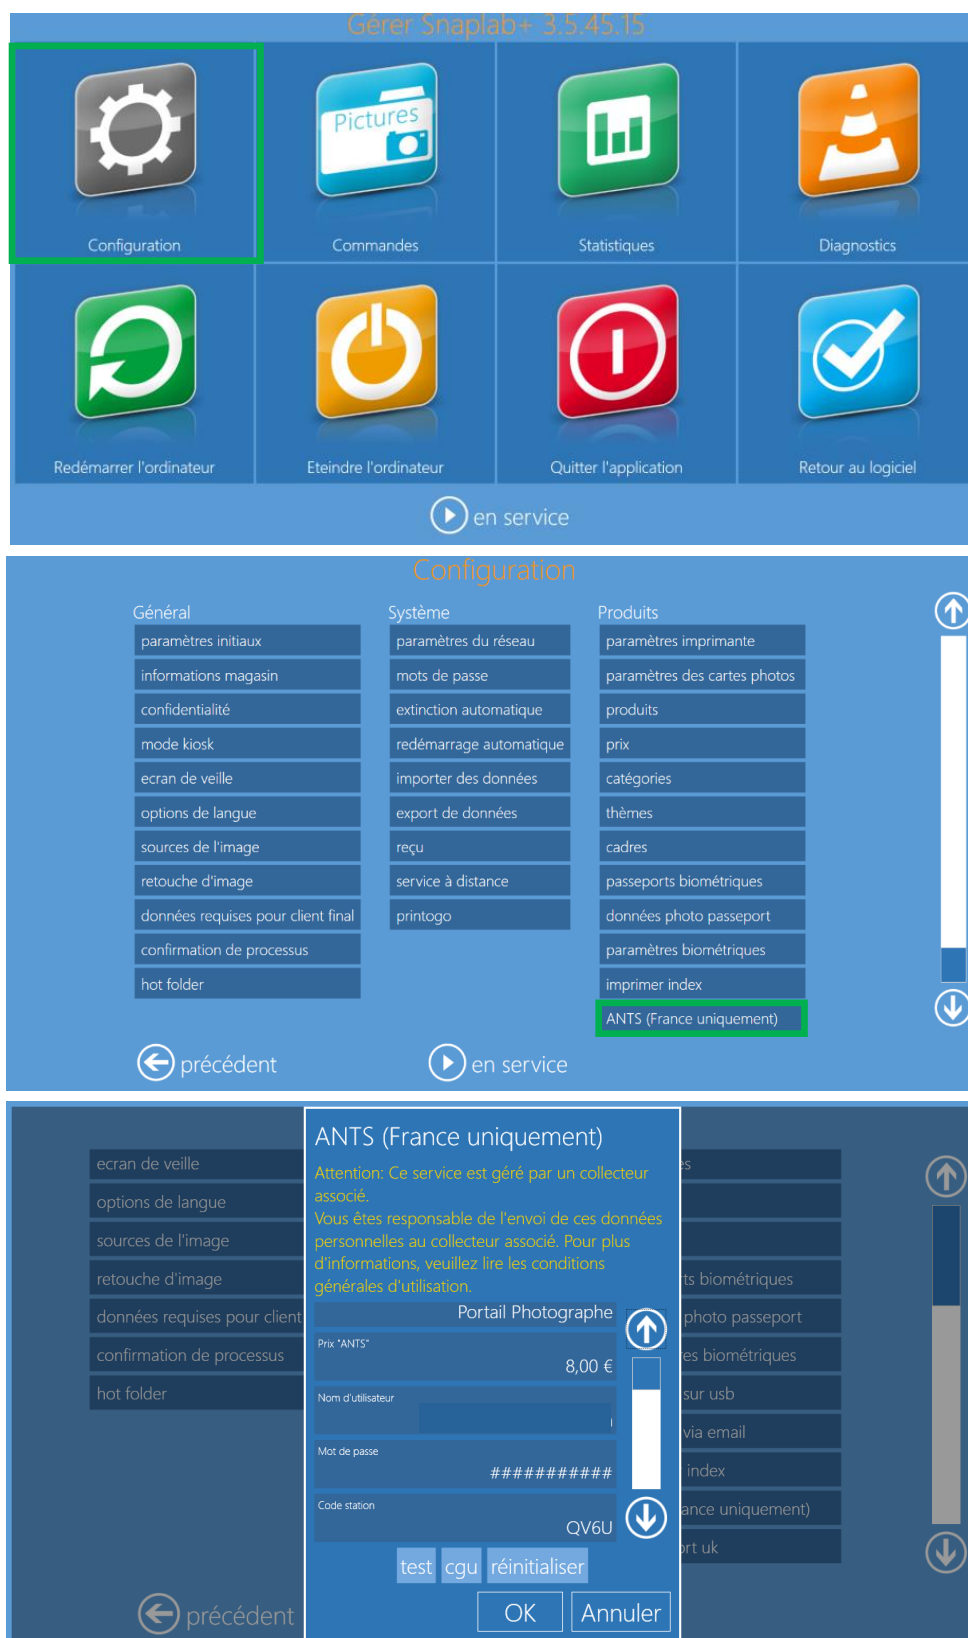 Gérer Snaplab+ 3.5.45.15
Pictures
Configuration
Commandes
Statistiques
Diagnostics
Redémarrer l'ordinateur
Eteindre l'ordinateur
Quitter l'application
Retour au logiciel
en service
Configuration
Général
paramètres initiaux
informations magasin
confidentialité
mode kiosk
ecran de veille
options de langue
sources de l'image
retouche d'image
données requises pour client final
confirmation de processus
hot folder
Système
paramètres du réseau
mots de passe
extinction automatique
redémarrage automatique
importer des données
export de données
reçu
service à distance
printogo
Produits
paramètres imprimante
paramètres des cartes photos
produits
prix
catégories
thèmes
cadres
passeports biométriques
données photo passeport
paramètres biométriques
imprimer index
ANTS (France uniquement)
précédent
en service
ecran de veille
options de langue
sources de l'image
retouche d'image
données requises pour client
confirmation de processus
hot folder
précédent
ANTS (France uniquement)
Attention: Ce service est géré par un collecteur
associé.
Vous êtes responsable de l'envoi de ces données
personnelles au collecteur associé. Pour plus
d'informations, veuillez lire les conditions
générales d'utilisation.
Portail Photographe
Prix "ANTS"
8,00 €
Nom d'utilisateur
Mot de passe
###########
Code station
QV6U
test cgu réinitialiser
OK Annuler
biométriques
photo passeport
biométriques
sur usb
via email
index
uniquement)
uk